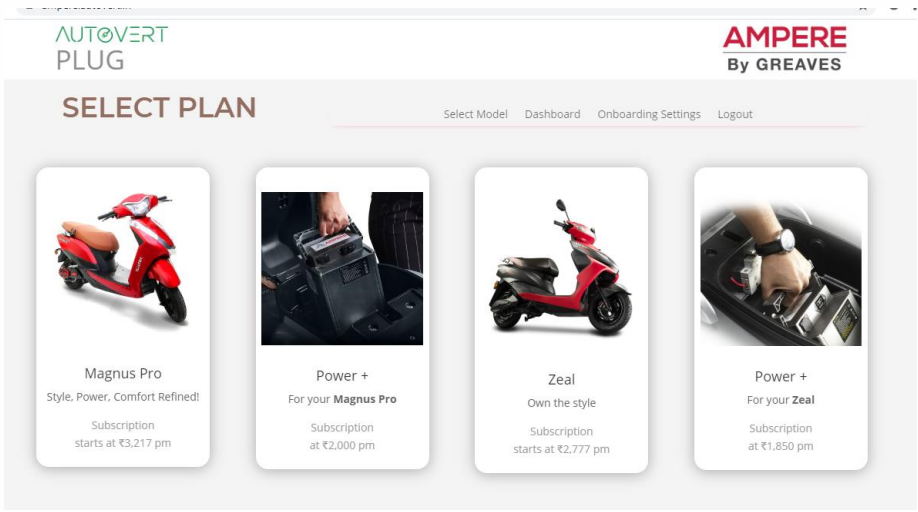 AUTOVERT
PLUG
AMPERE
By GREAVES
SELECT PLAN
Select Model Dashboard Onboarding Settings Logout
Magnus Pro
Style, Power, Comfort Refined!
Subscription
starts at ₹3,217 pm
Power +
For your Magnus Pro
Subscription
at ₹2,000 pm
Zeal
Own the style
Subscription
starts at ₹2,777 pm
Power +
For your Zeal
Subscription
at ₹1,850 pm